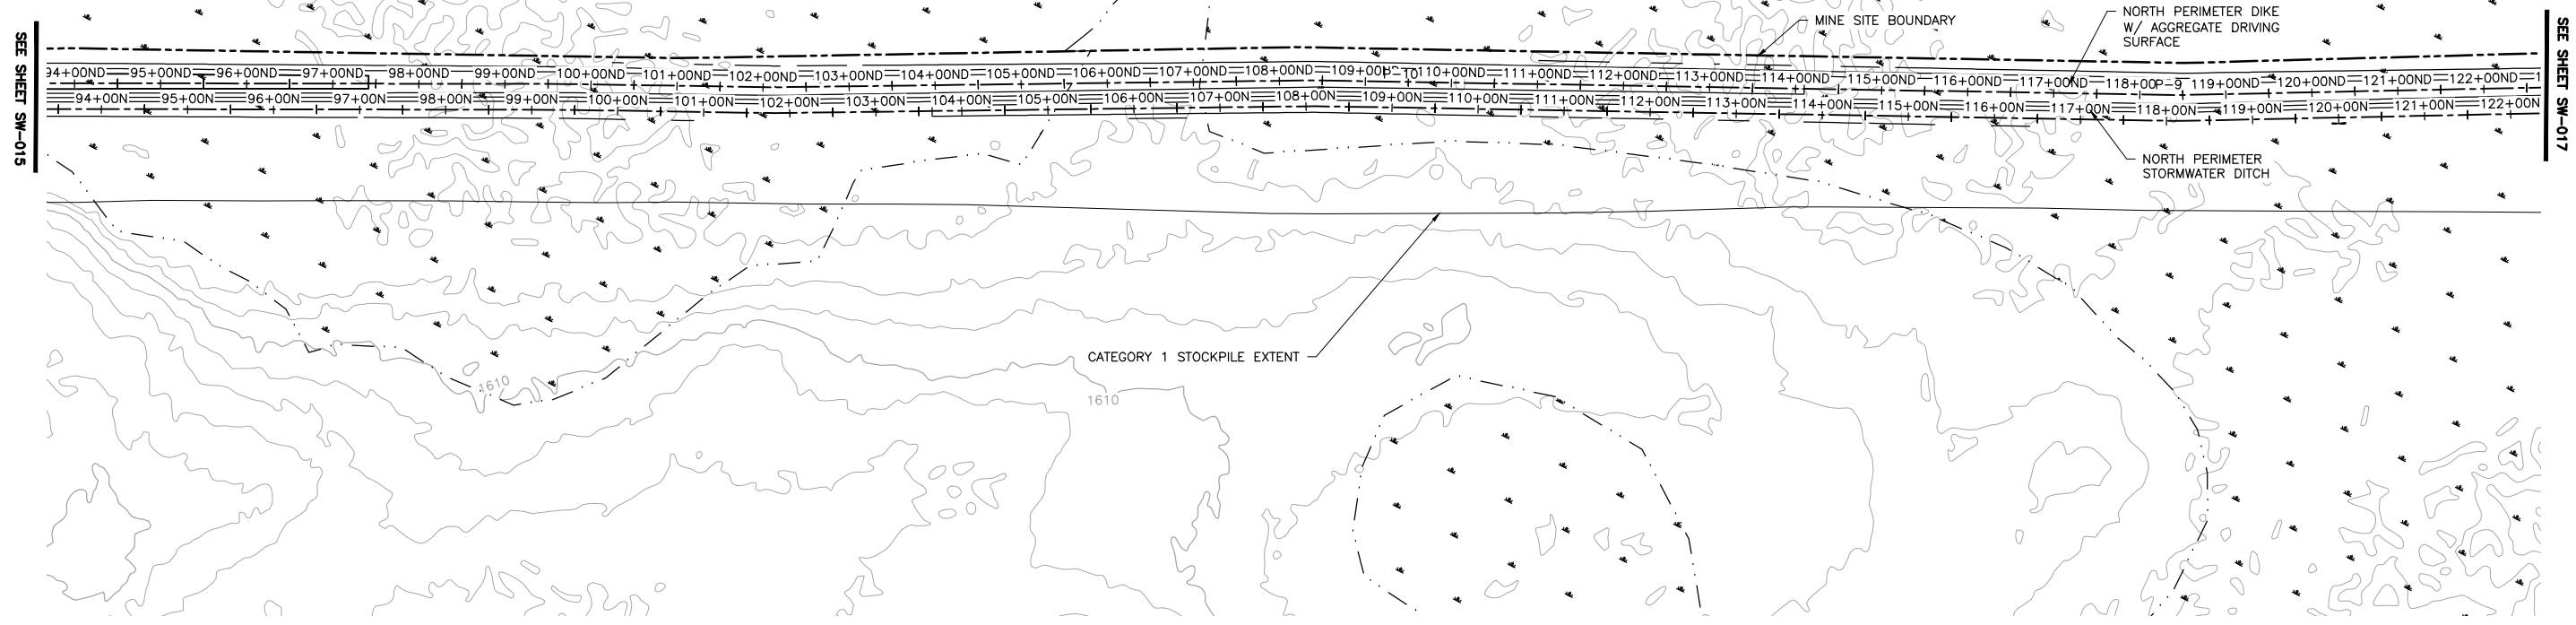 MINE SITE BOUNDARY
NORTH PERIMETER DIKE
W/ AGGREGATE DRIVING
SURFACE
SEE SHEET SW-015
SEE SHEET SW-017
94+00ND 95+00ND 96+00ND 97+00ND 98+00ND 99+00ND 100+00ND 101+00ND 102+00ND 103+00ND 104+00ND 105+00ND 106+00ND 107+00ND 108+00ND 110+00ND 111+00ND 112+00ND 113+00ND 114+00ND 115+00ND 116+00ND 117+00ND 118+00 P-9 119+00ND 120+00ND 121+00ND 122+00ND 1
94+00N 95+00N 96+00N 97+00N 98+00N 99+00N 100+00N 101+00N 102+00N 103+00N 104+00N 105+00N 106+00N 107+00N 108+00N 109+00N 110+00N 111+00N 112+00N 113+00N 114+00N 115+00N 116+00N 117+00N 118+00N 119+00N 120+00N 121+00N 122+00N
NORTH PERIMETER
STORMWATER DITCH
CATEGORY 1 STOCKPILE EXTENT
1610
1610